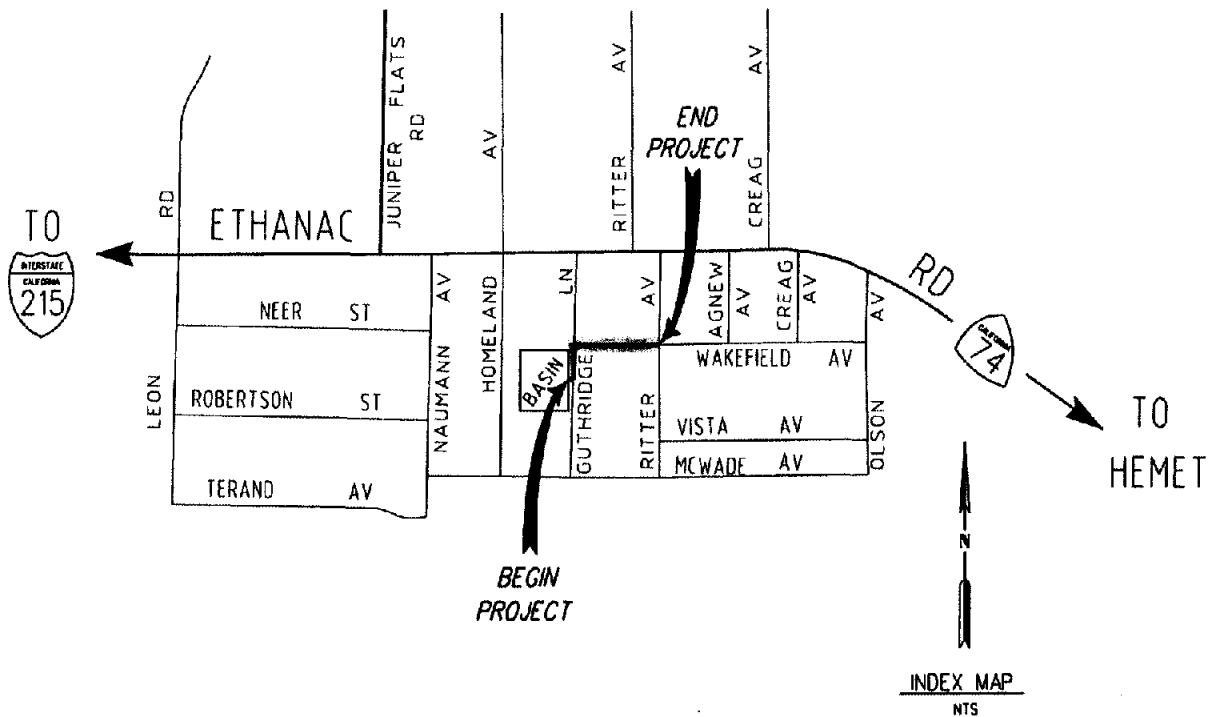 JUNIPER FLATS
RD
AV
RITTER AV
CREAG AV
END
PROJECT
RD
ETHANAC
RD
TO
INTERSTATE
CALIFORNIA
215
TO
HEMET
CALIFORNIA
74
NEER ST
NAUMANN AV
HOMELAND
LN
AV
AGNEW
AV
CREAG
AV
AV
LEON
ROBERTSON ST
BASIN
GUTHRIDGE
RITTER
WAKEFIELD AV
VISTA AV
MCWADE AV
OLSON
TERAND AV
BEGIN
PROJECT
N
INDEX MAP
NTS